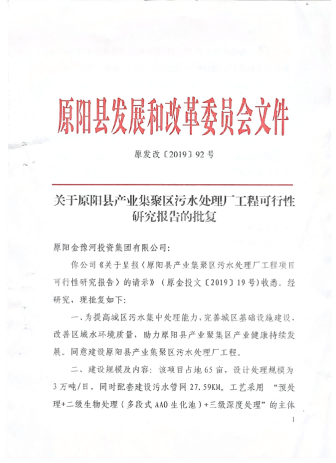 原阳县发展和改革委员会文件
原发改〔2019〕92号
关于原阳县产业集聚区污水处理厂工程可行性
研究报告的批复
原阳金豫河投资集团有限公司：
你公司《关于呈报〈原阳县产业集聚区污水处理厂工程项目
可行性研究报告〉的请示》（原金投文〔2019〕19号）收悉。经
研究，现批复如下：
一、为提高城区污水集中处理能力，完善城区基础设施建设，
改善区域水环境质量，助力原阳县产业聚集区产业健康持续发
展。同意建设原阳县产业集聚区污水处理厂工程。
二、建设规模及内容：该项目占地65亩，设计处理规模为
3万吨/日，同时配套建设污水管网27.59KM。工艺采用“预处
理+二级生物处理（多段式AAO生化池）+三级深度处理”的主体
1